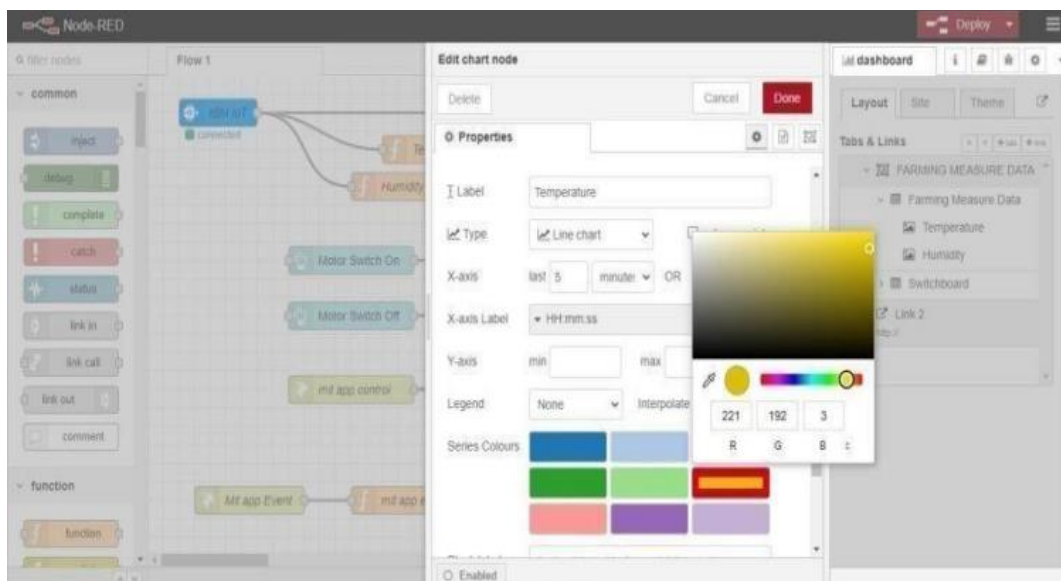 Node-RED
Deploy
filter nodes
common
inject
debug
complete
catch
status
link in
link call
link out
comment
function
function
Flow 1
IBM IoT
connected
Te
Humidity
Motor Switch On
Motor Switch Off
mit app control
Mit app Event
mit app e
Edit chart node
Delete
Cancel
Done
Properties
Label
Temperature
Type
Line chart
X-axis
last 5 minutes OR
X-axis Label
HH:mm:ss
Y-axis
min
max
Legend
None
Interpolate
Series Colours
Enabled
221 192 3
R G B
dashboard
i
Layout
Site
Theme
Tabs & Links
FARMING MEASURE DATA
Farming Measure Data
Temperature
Humidity
Switchboard
Link 2
http://